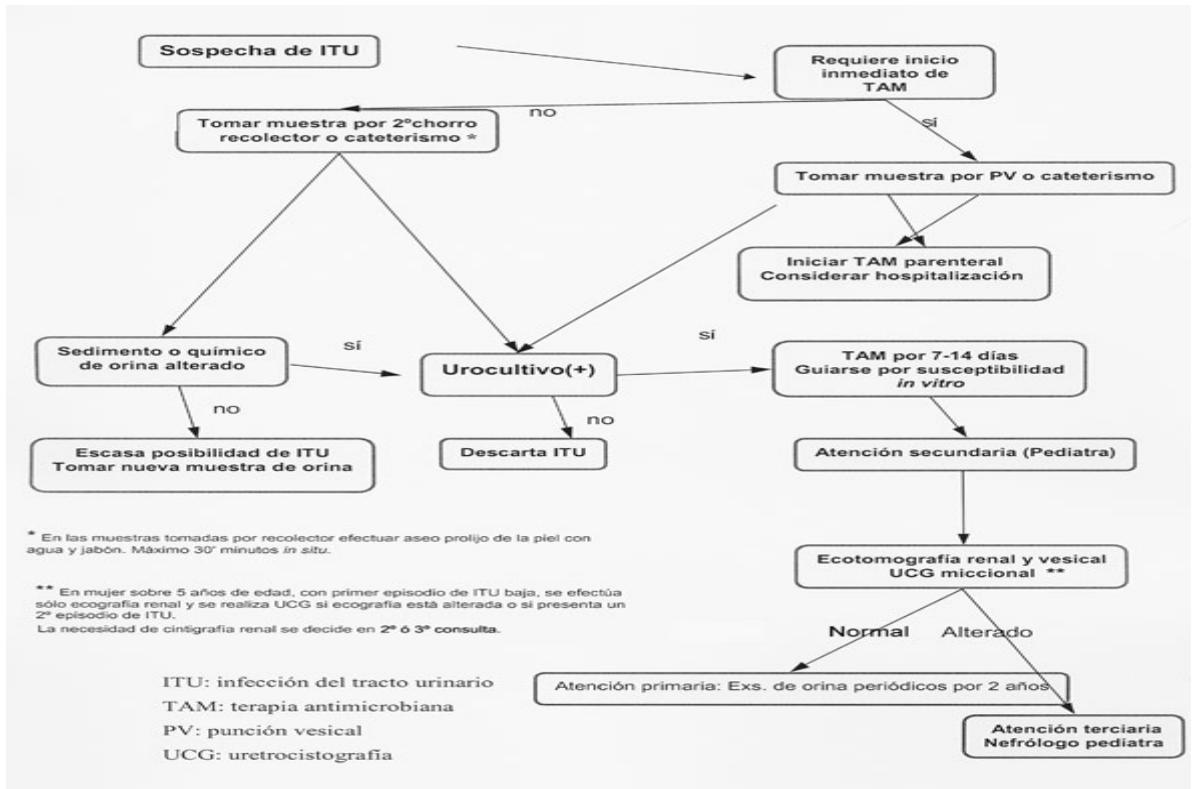 Sospecha de ITU
Requiere inicio
inmediato de
TAM
no
sí
Tomar muestra por 2ºchorro
recolector o cateterismo *
Tomar muestra por PV o cateterismo
Iniciar TAM parenteral
Considerar hospitalización
Sedimento o químico
de orina alterado
sí
Urocultivo(+)
sí
TAM por 7-14 días
Guiarse por susceptibilidad
in vitro
no
no
Escasa posibilidad de ITU
Tomar nueva muestra de orina
Descarta ITU
Atención secundaria (Pediatra)
* En las muestras tomadas por recolector efectuar aseo prolijo de la piel con
agua y jabón. Máximo 30' minutos in situ.
Ecotomografía renal y vesical
UCG miccional **
** En mujer sobre 5 años de edad, con primer episodio de ITU baja, se efectúa
sólo ecografia renal y se realiza UCG si ecografia está alterada o si presenta un
2º episodio de ITU.
La necesidad de cintigrafía renal se decide en 2º ó 3º consulta.
Normal Alterado
ITU: infección del tracto urinario
TAM: terapia antimicrobiana
PV: punción vesical
UCG: uretrocistografía
Atención primaria: Exs. de orina periódicos por 2 años
Atención terciaria
Nefrólogo pediatra